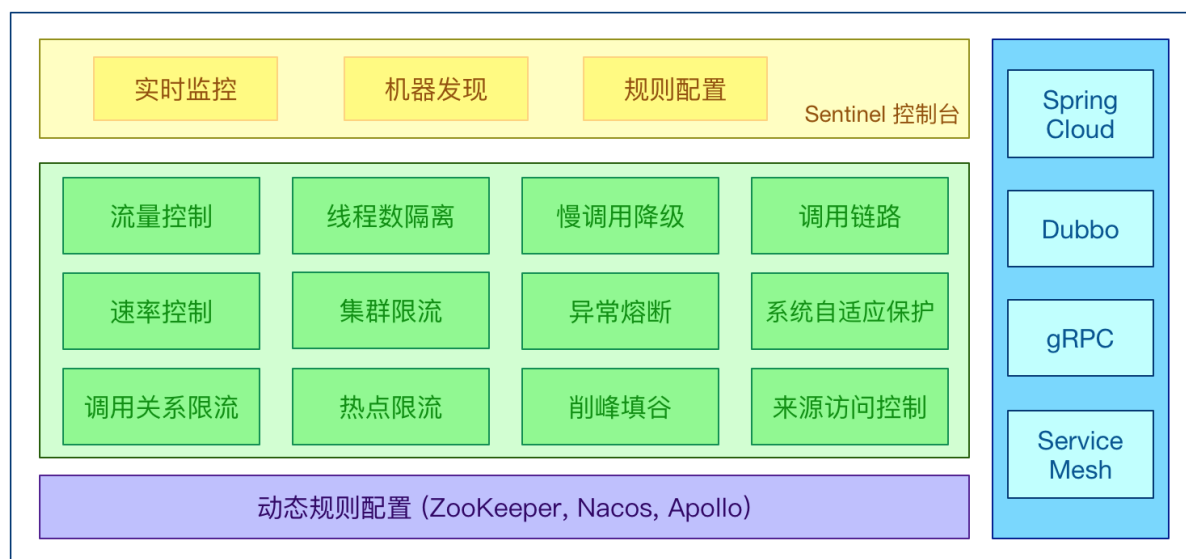 实时监控
机器发现
规则配置
Sentinel 控制台
流量控制
线程数隔离
慢调用降级
调用链路
速率控制
集群限流
异常熔断
系统自适应保护
调用关系限流
热点限流
削峰填谷
来源访问控制
动态规则配置 (ZooKeeper, Nacos, Apollo)
Spring
Cloud
Dubbo
gRPC
Service
Mesh